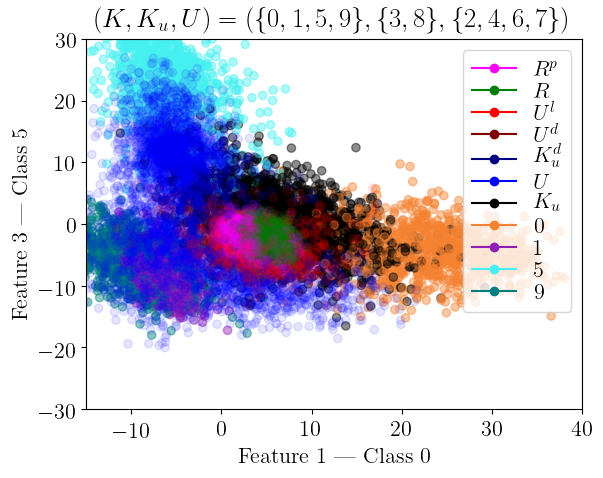 (K, K_u, U) = ({0, 1, 5, 9}, {3, 8}, {2, 4, 6, 7})
30
20
10
0
−10
−20
−30
Feature 3 — Class 5
R^p
R
U^l
U^d
K_u^d
U
K_u
0
1
5
9
−10
0
10
20
30
40
Feature 1 — Class 0